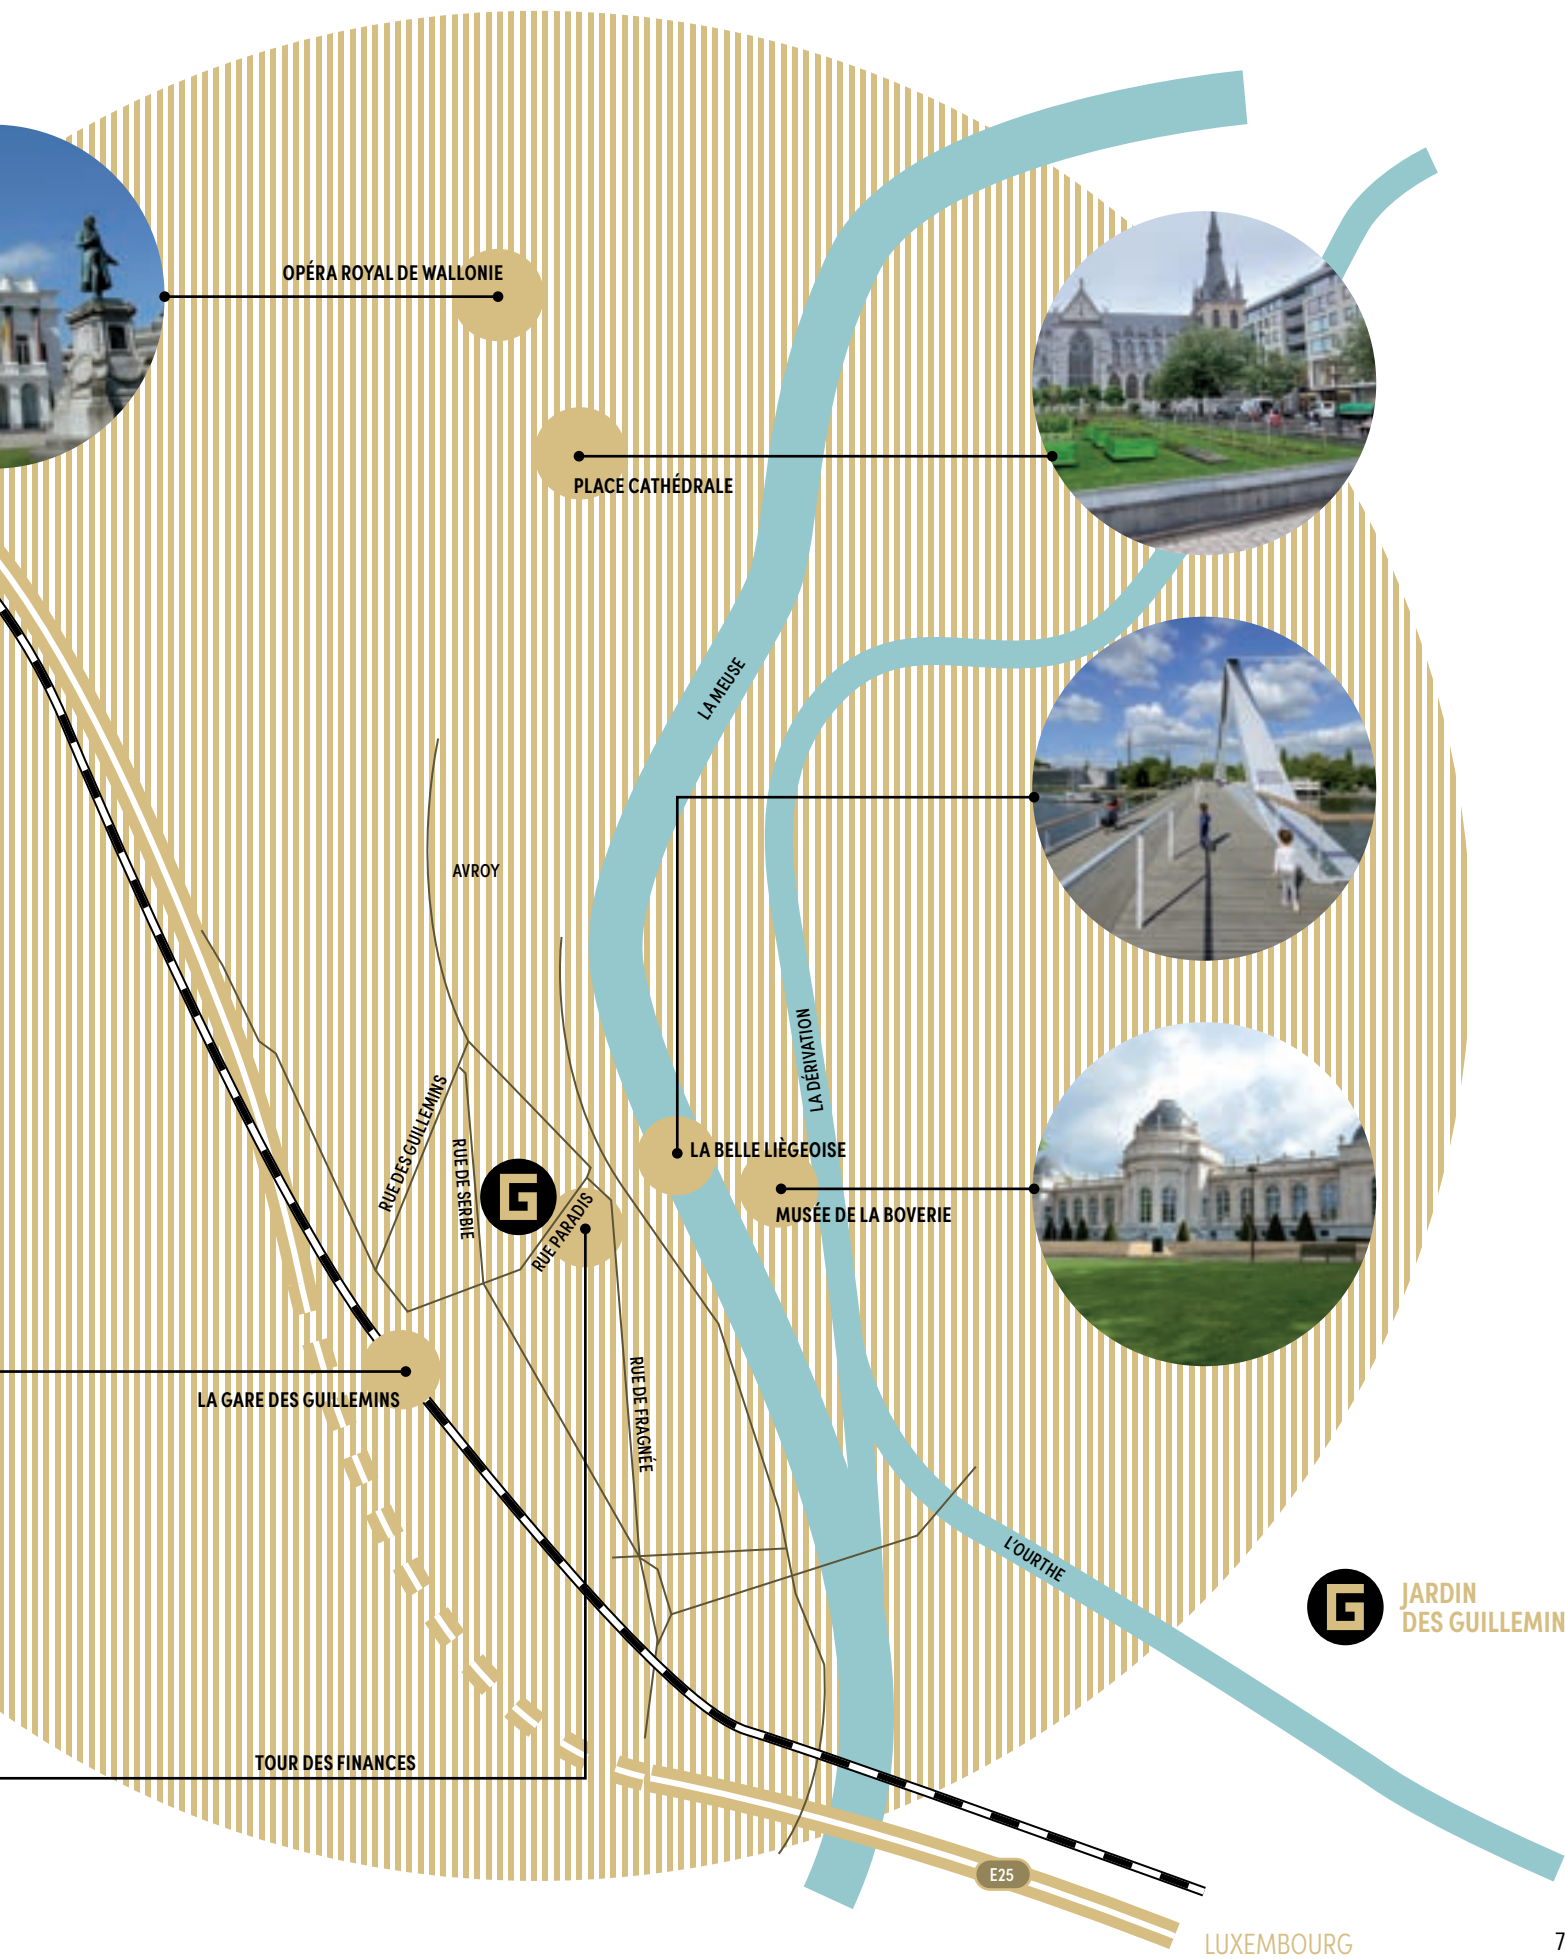 OPÉRA ROYAL DE WALLONIE
PLACE CATHÉDRALE
LA MEUSE
AVROY
LA DÉRIVATION
RUE DES GUILLEMINS
RUE DE SERBIE
G
RUE PARADIS
LA BELLE LIÈGEOISE
MUSÉE DE LA BOVERIE
LA GARE DES GUILLEMINS
RUE DE FRAGNÉE
L'OURTHE
G
JARDIN
DES GUILLEMIN
TOUR DES FINANCES
E25
LUXEMBOURG
7